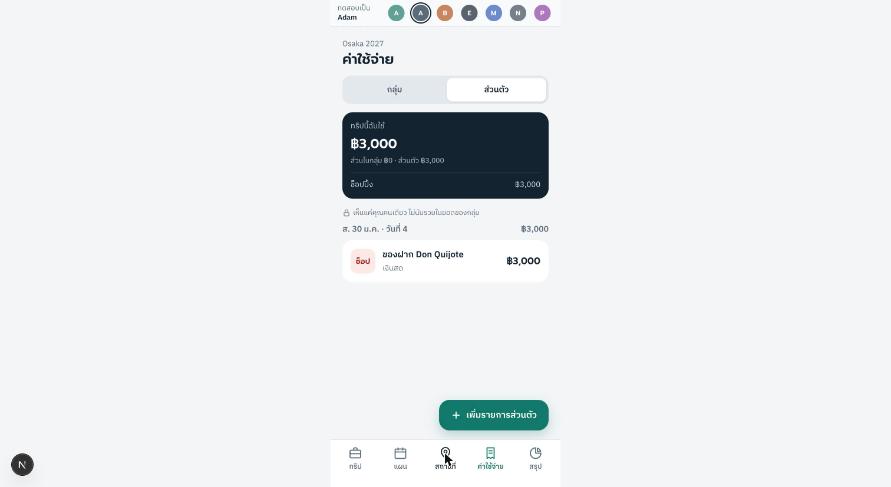 ทดสอบเป็น
Adam
A
A
B
E
M
N
P
Osaka 2027
ค่าใช้จ่าย
กลุ่ม
ส่วนตัว
ทริปนี้ฉันใช้
฿3,000
ส่วนในกลุ่ม ฿0 · ส่วนตัว ฿3,000
ช็อปปิ้ง ฿3,000
เห็นแค่คุณคนเดียว ไม่นับรวมในยอดของกลุ่ม
ส. 30 ม.ค. · วันที่ 4 ฿3,000
ช็อป
ของฝาก Don Quijote
เงินสด
฿3,000
+ เพิ่มรายการส่วนตัว
ทริป
แผน
สถานที่
ค่าใช้จ่าย
สรุป
N